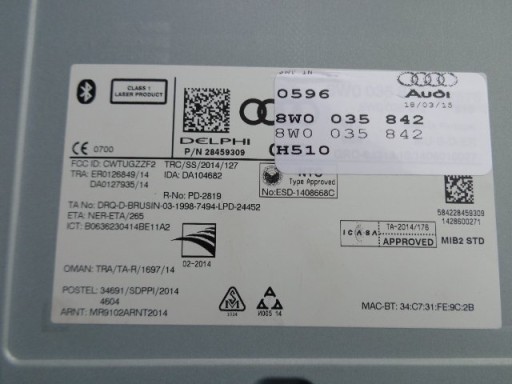 CLASS 1
LASER PRODUCT
DELPHI
P/N 28459309
0700
0596
Audi
18/03/15
8W0 035 842
8W0 035 842
H510
FCC ID: CWTUGZZF2
TRC/SS/2014/127
TRA: ER0126849/14
IDA: DA104682
DA0127935/14
R-No: PD-2819
Type Approved
No:ESD-1408668C
TA No: DRQ-D-BRUSIN-03-1998-7494-LPD-24452
ETA: NER-ETA/265
ICT: B0636230414BE11A2
584228459309
1428600271
02-2014
ICASA
TA-2014/176
APPROVED
MIB2 STD
OMAN: TRA/TA-R/1697/14
POSTEL: 34691/SDPPI/2014
4604
ARNT: MR9102ARNT2014
MAC-BT: 34:C7:31:FE:9C:2B